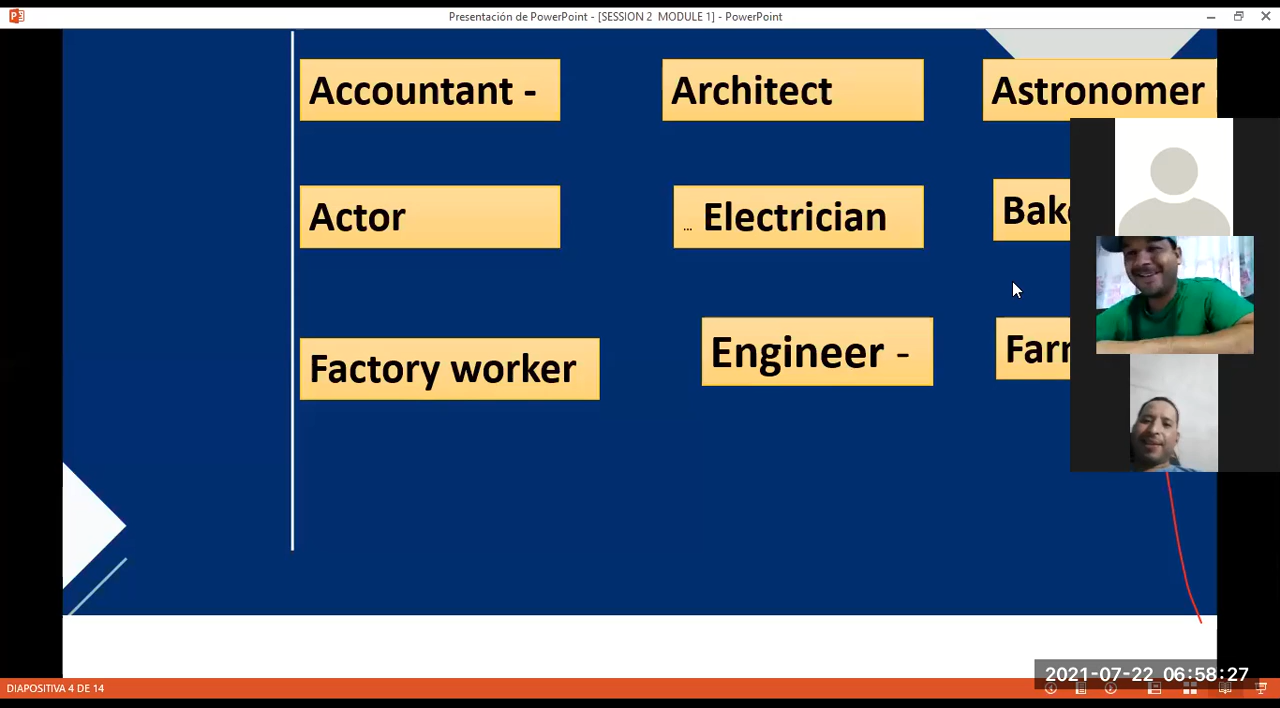 Presentación de PowerPoint - [SESSION 2 MODULE 1] - PowerPoint
Accountant -
Architect
Astronomer
Actor
... Electrician
Factory worker
Engineer -
2021-07-22 06:58:27
DIAPOSITIVA 4 DE 14